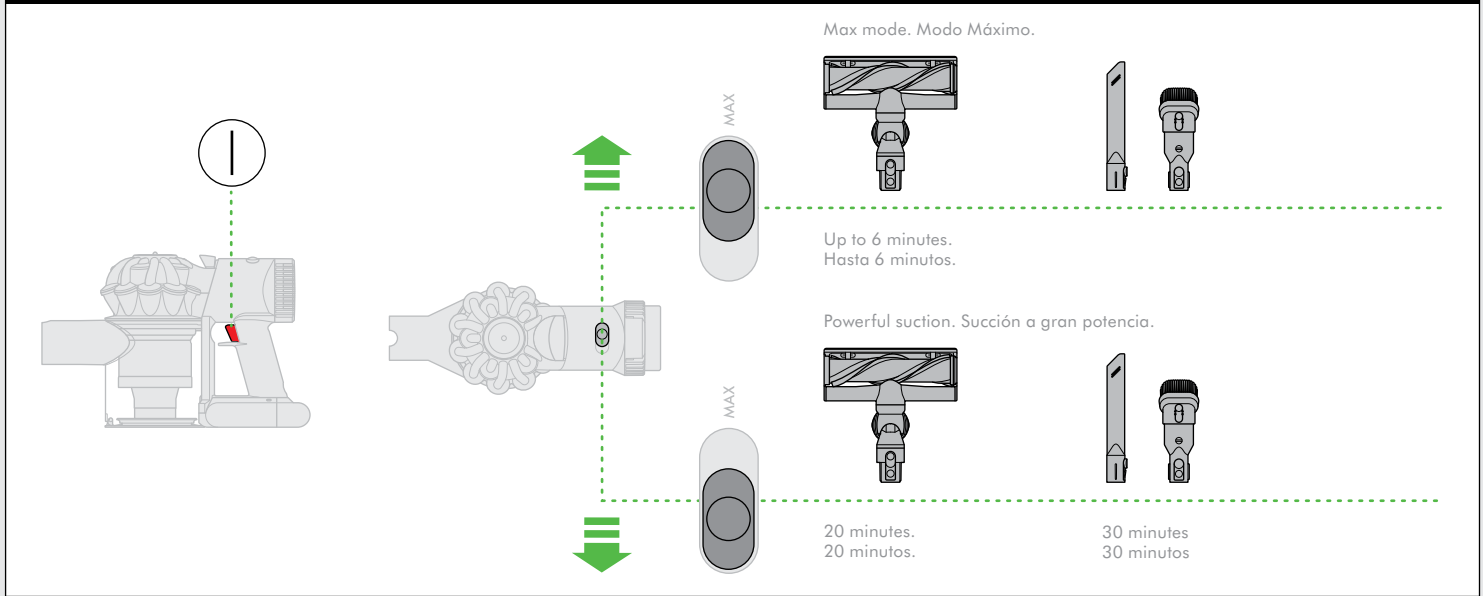 Max mode. Modo Máximo.
MAX
Up to 6 minutes.
Hasta 6 minutos.
Powerful suction. Succión a gran potencia.
MAX
20 minutes.
20 minutos.
30 minutes
30 minutos